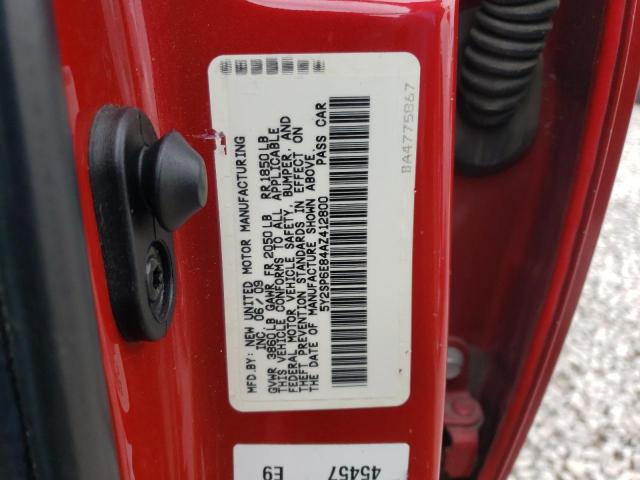 MFD.BY: NEW UNITED MOTOR MANUFACTURING
INC. 06/09
GVWR 3860LB GAWR FR 2050LB RR 1850LB
THIS VEHICLE CONFORMS TO ALL APPLICABLE
FEDERAL MOTOR VEHICLE SAFETY, BUMPER, AND
THEFT PREVENTION STANDARDS IN EFFECT ON
THE DATE OF MANUFACTURE SHOWN ABOVE.
5Y2SP6E84AZ412800 PASS CAR
BA4775867
45457
E9